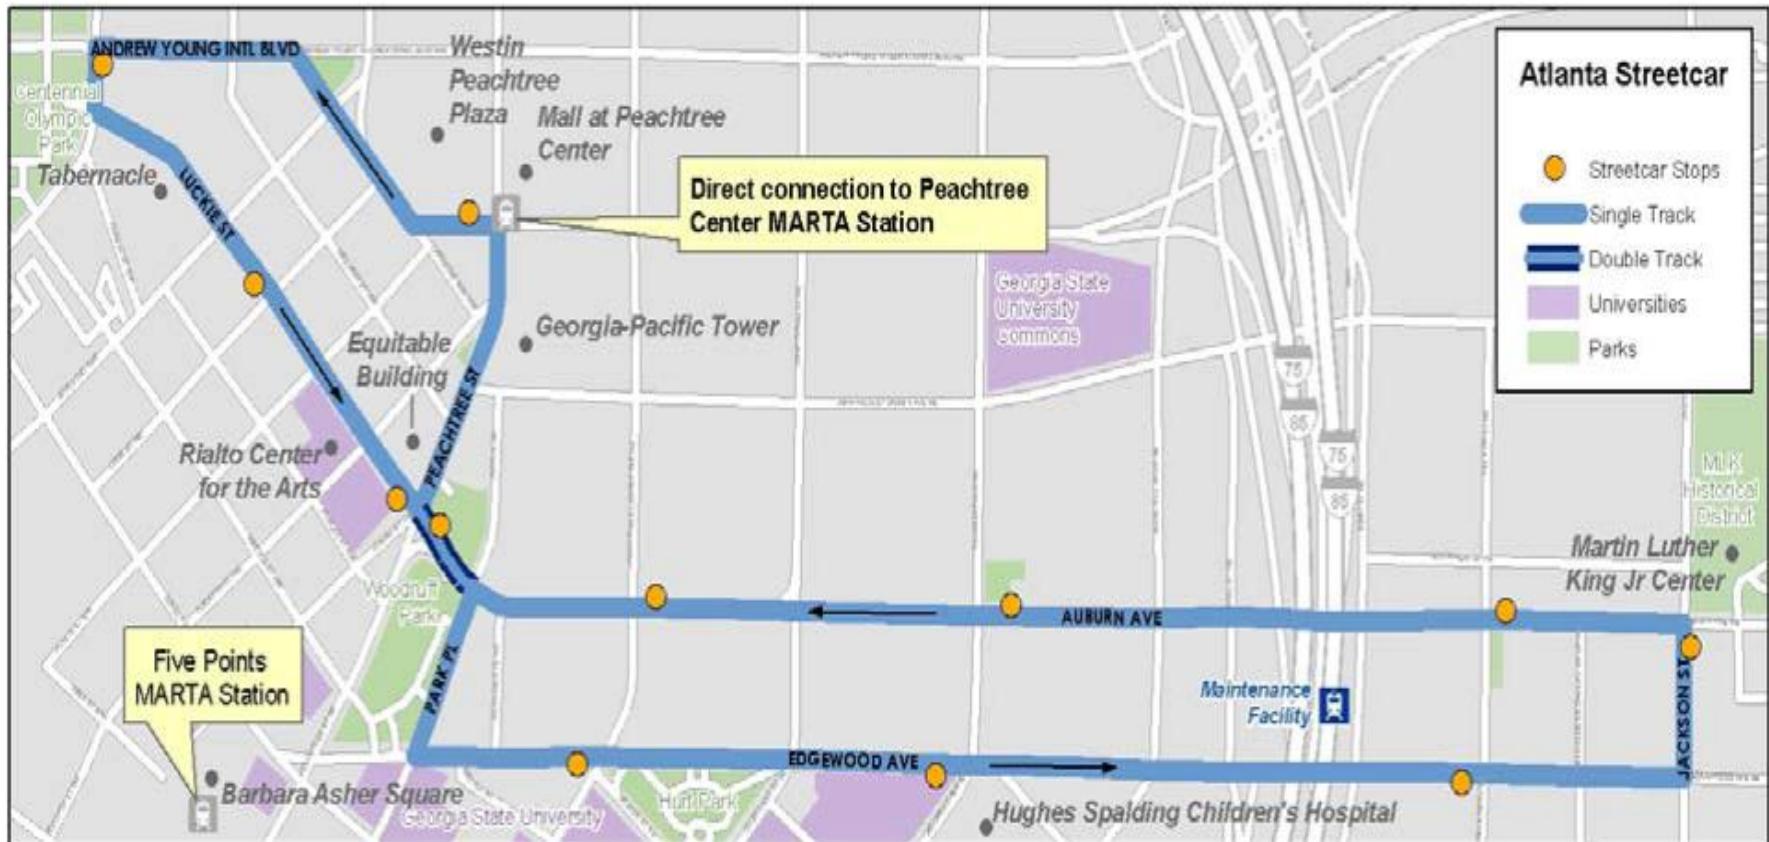 ANDREW YOUNG INTL BLVD
Westin
Peachtree
Plaza
Mall at Peachtree
Center
Centennial
Olympic
Park
Tabernacle
LUCKIE ST
Direct connection to Peachtree
Center MARTA Station
Atlanta Streetcar
Streetcar Stops
Single Track
Double Track
Universities
Parks
Georgia State
University
commons
Georgia-Pacific Tower
Equitable
Building
75
85
75
85
PEACHTREE ST
Rialto Center
for the Arts
MLK
Historical
District
Martin Luther
King Jr Center
Woodruff
Park
AUBURN AVE
Five Points
MARTA Station
PARK PL
Maintenance
Facility
JACKSON ST
EDGEWOOD AVE
Barbara Asher Square
Georgia State University
Hurt Park
Hughes Spalding Children's Hospital